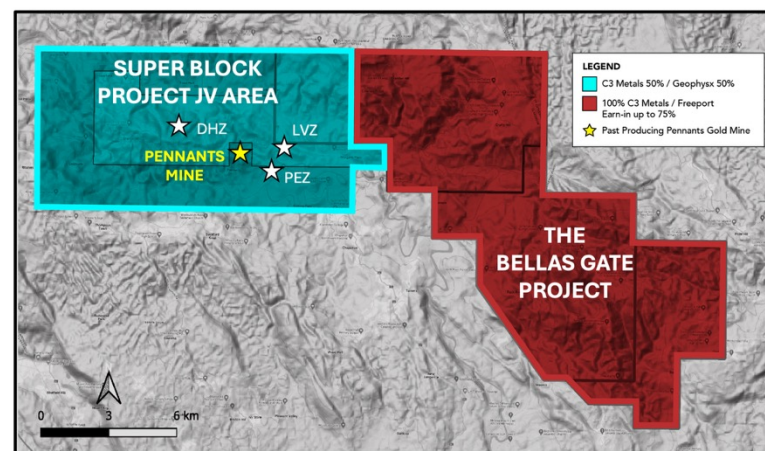 SUPER BLOCK
PROJECT JV AREA
DHZ
LVZ
PENNANTS
MINE
PEZ
THE
BELLAS GATE
PROJECT
LEGEND
C3 Metals 50% / Geophysx 50%
100% C3 Metals / Freeport
Earn-in up to 75%
Past Producing Pennants Gold Mine
0 3 6 km